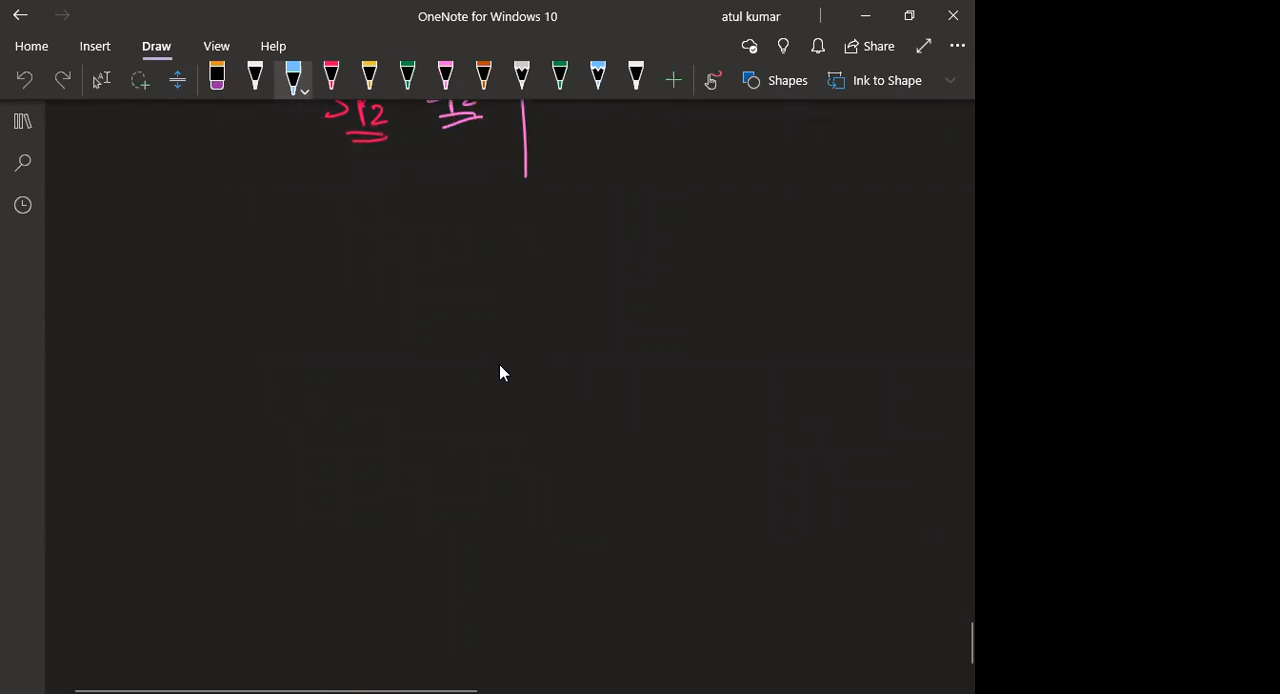 OneNote for Windows 10
atul kumar
Home Insert Draw View Help
Share
Shapes
Ink to Shape